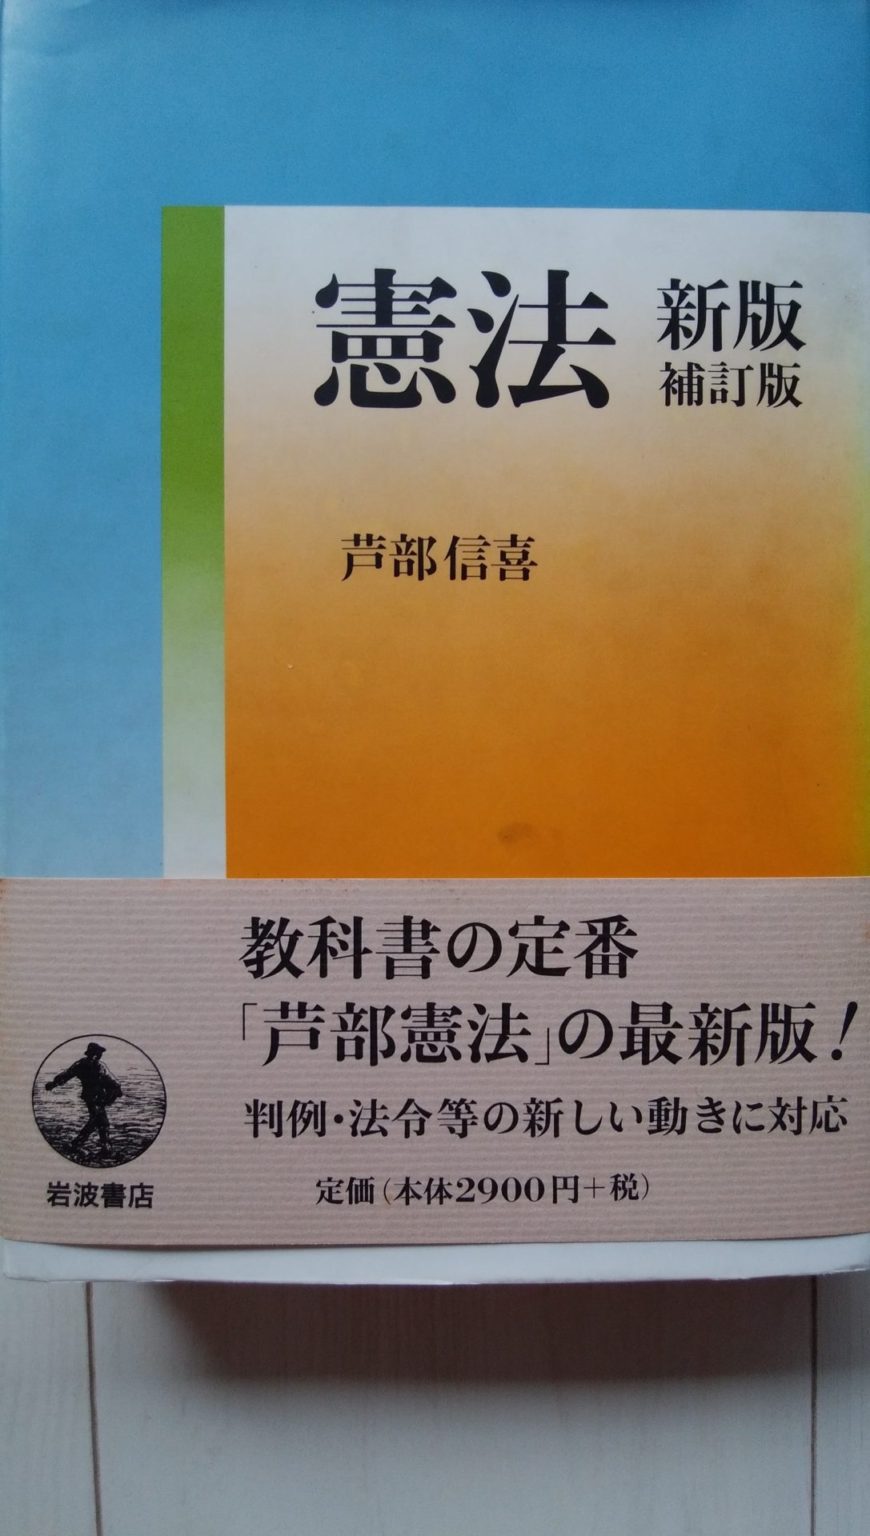 憲法 新版
補訂版
芦部信喜
教科書の定番
「芦部憲法」の最新版!
判例・法令等の新しい動きに対応
定価(本体2900円+税)
岩波書店